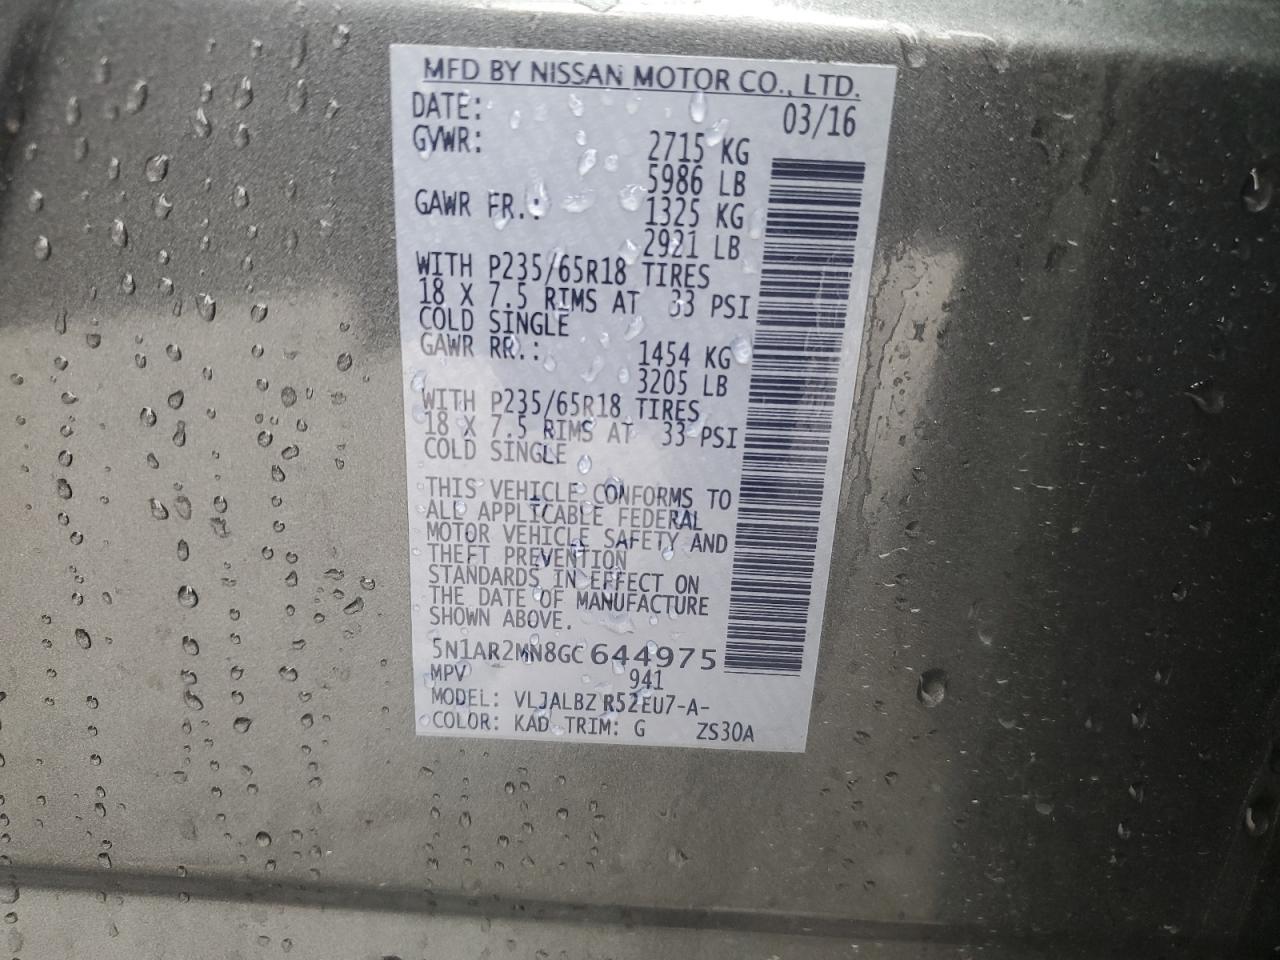 MFD BY NISSAN MOTOR CO., LTD.
DATE: 03/16
GVWR: 2715 KG
5986 LB
GAWR FR.: 1325 KG
2921 LB
WITH P235/65R18 TIRES
18 X 7.5 RIMS AT 33 PSI
COLD SINGLE
GAWR RR.: 1454 KG
3205 LB
WITH P235/65R18 TIRES
18 X 7.5 RIMS AT 33 PSI
COLD SINGLE
THIS VEHICLE CONFORMS TO
ALL APPLICABLE FEDERAL
MOTOR VEHICLE SAFETY AND
THEFT PREVENTION
STANDARDS IN EFFECT ON
THE DATE OF MANUFACTURE
SHOWN ABOVE.
5N1AR2MN8GC644975
MPV 941
MODEL: VLJALBZ R52EU7-A-
COLOR: KAD TRIM: G ZS30A